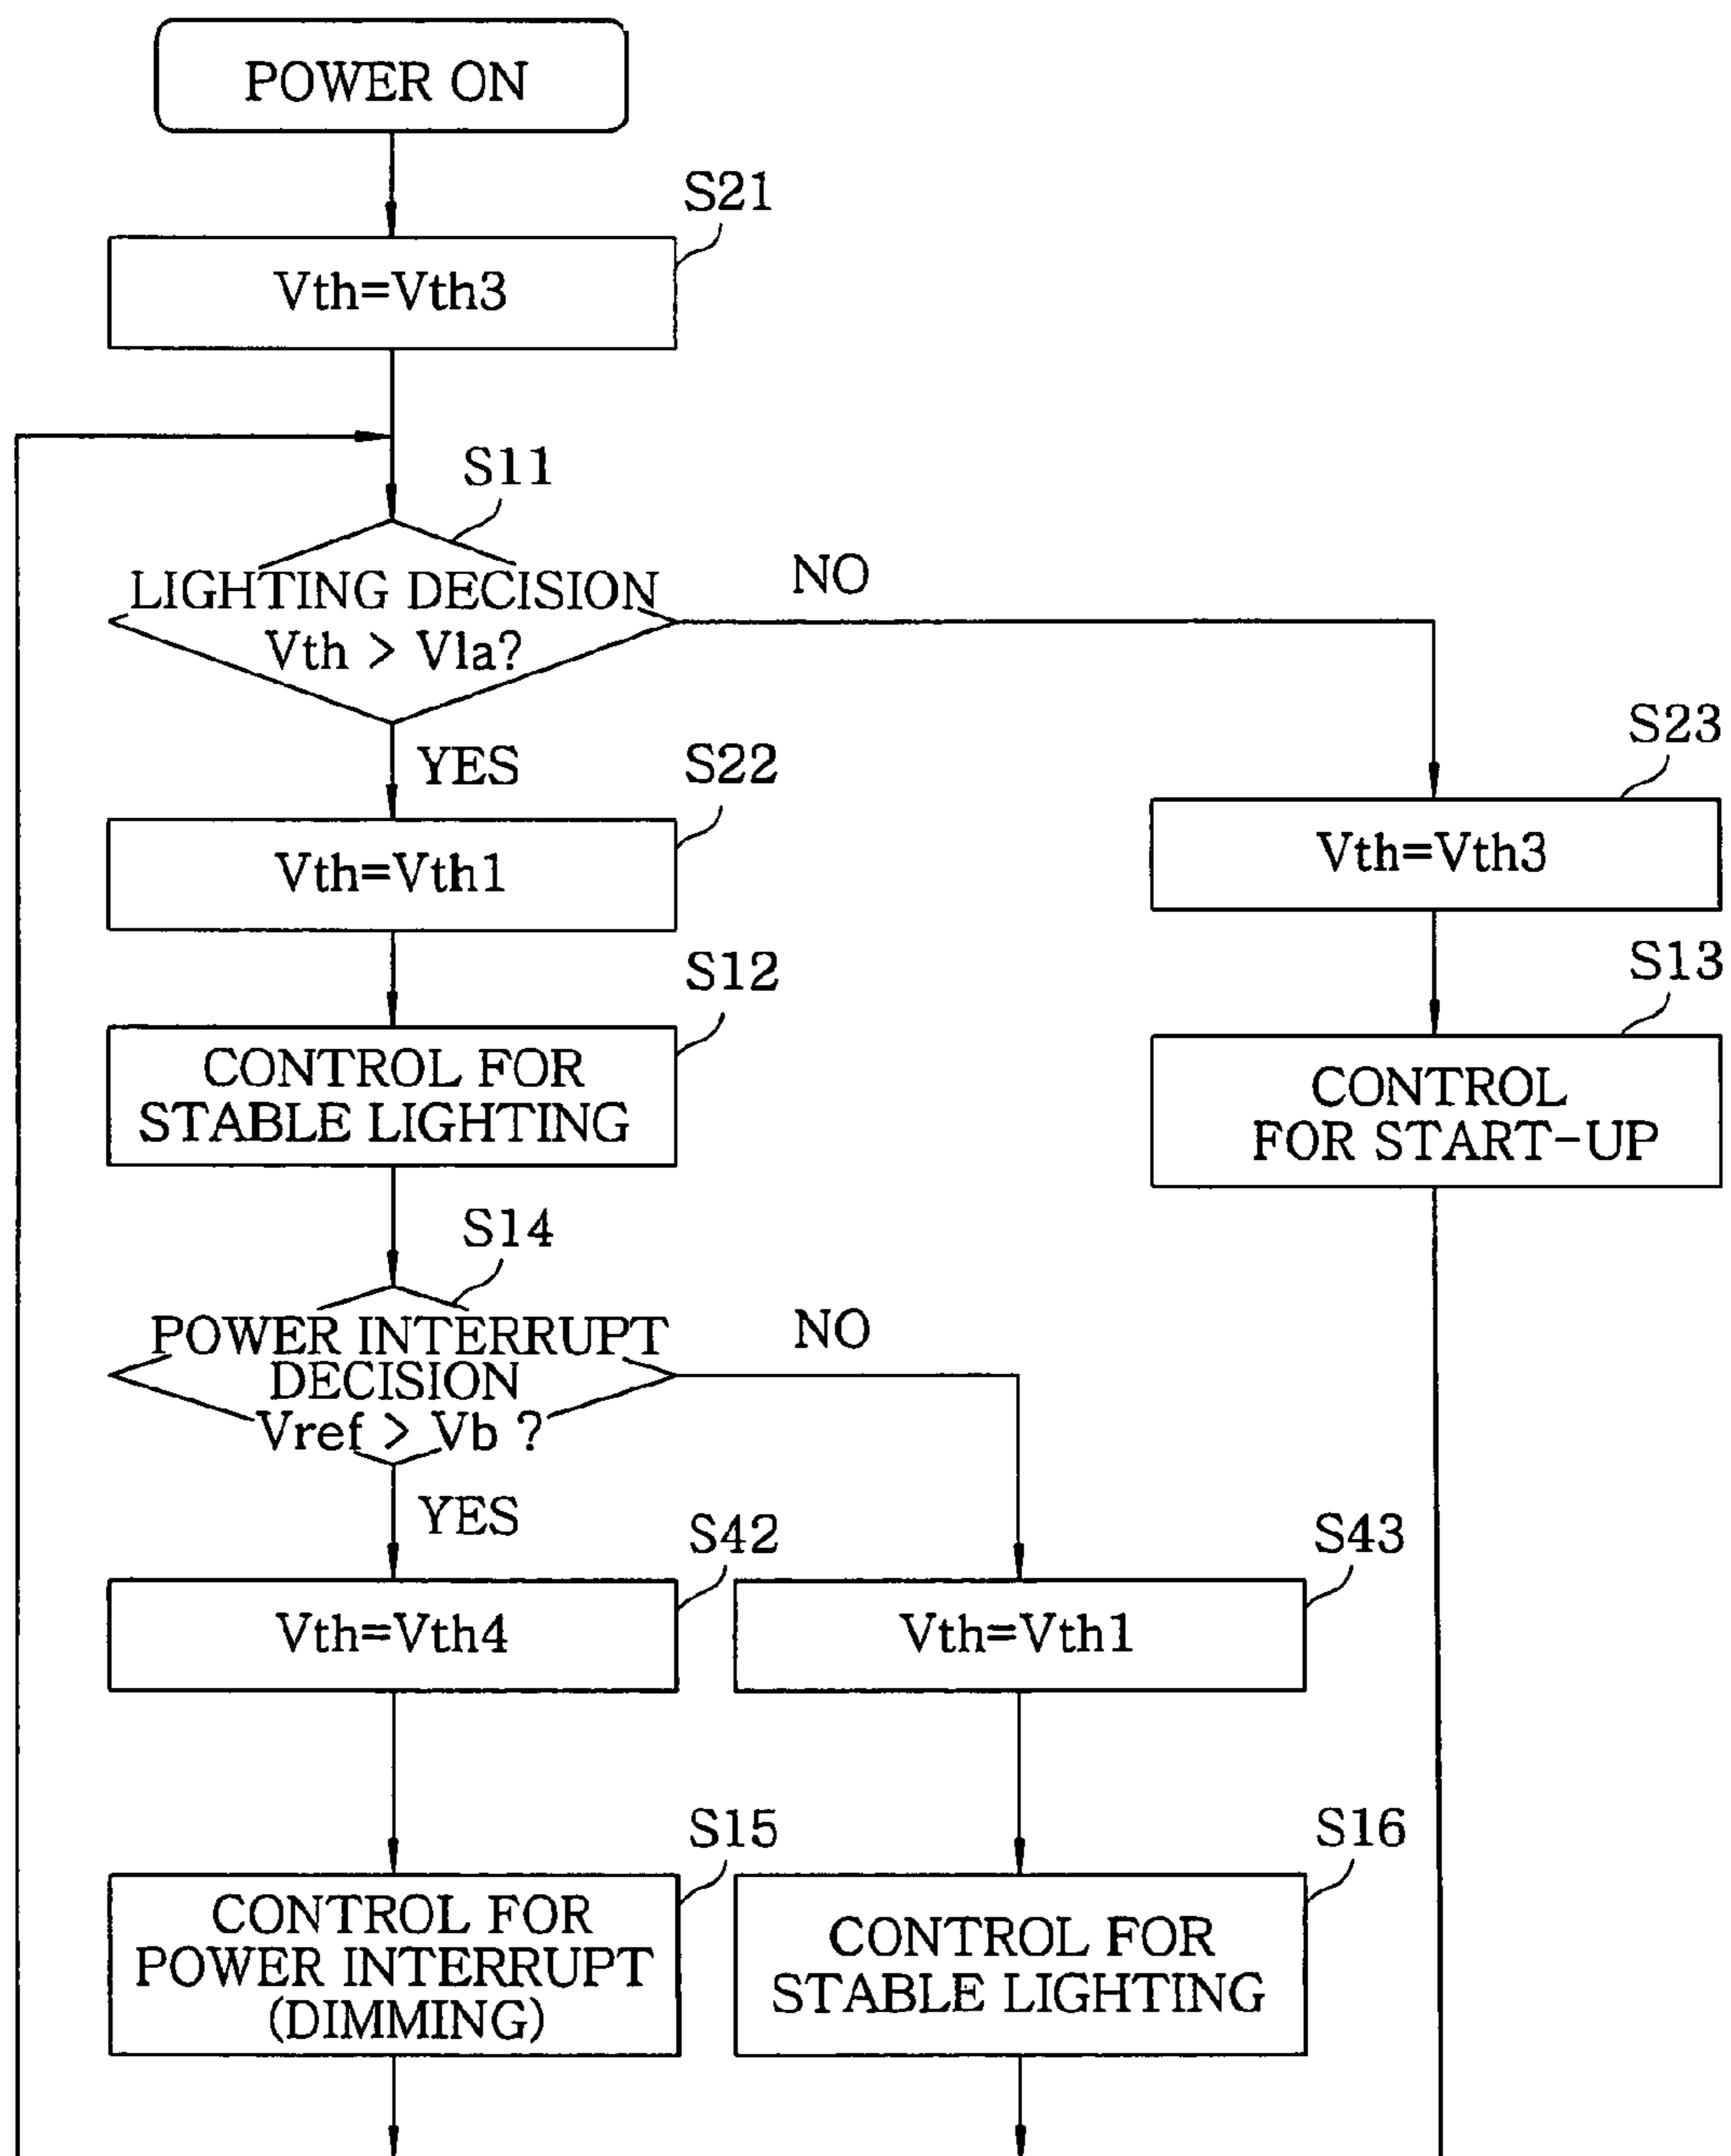 POWER ON
S21
Vth=Vth3
S11
LIGHTING DECISION
Vth > Vla?
NO
YES
S22
Vth=Vth1
S23
Vth=Vth3
S12
CONTROL FOR
STABLE LIGHTING
S13
CONTROL
FOR START-UP
S14
POWER INTERRUPT
DECISION
Vref > Vb ?
NO
YES
S42
Vth=Vth4
S43
Vth=Vth1
S15
CONTROL FOR
POWER INTERRUPT
(DIMMING)
S16
CONTROL FOR
STABLE LIGHTING